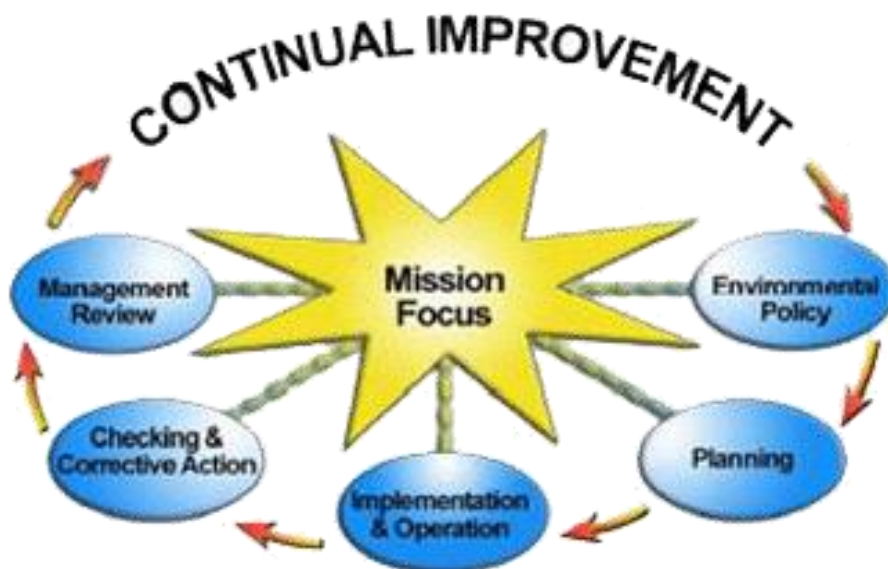 CONTINUAL IMPROVEMENT
Mission
Focus
Management
Review
Environmental
Policy
Checking &
Corrective Action
Planning
Implementation
& Operation